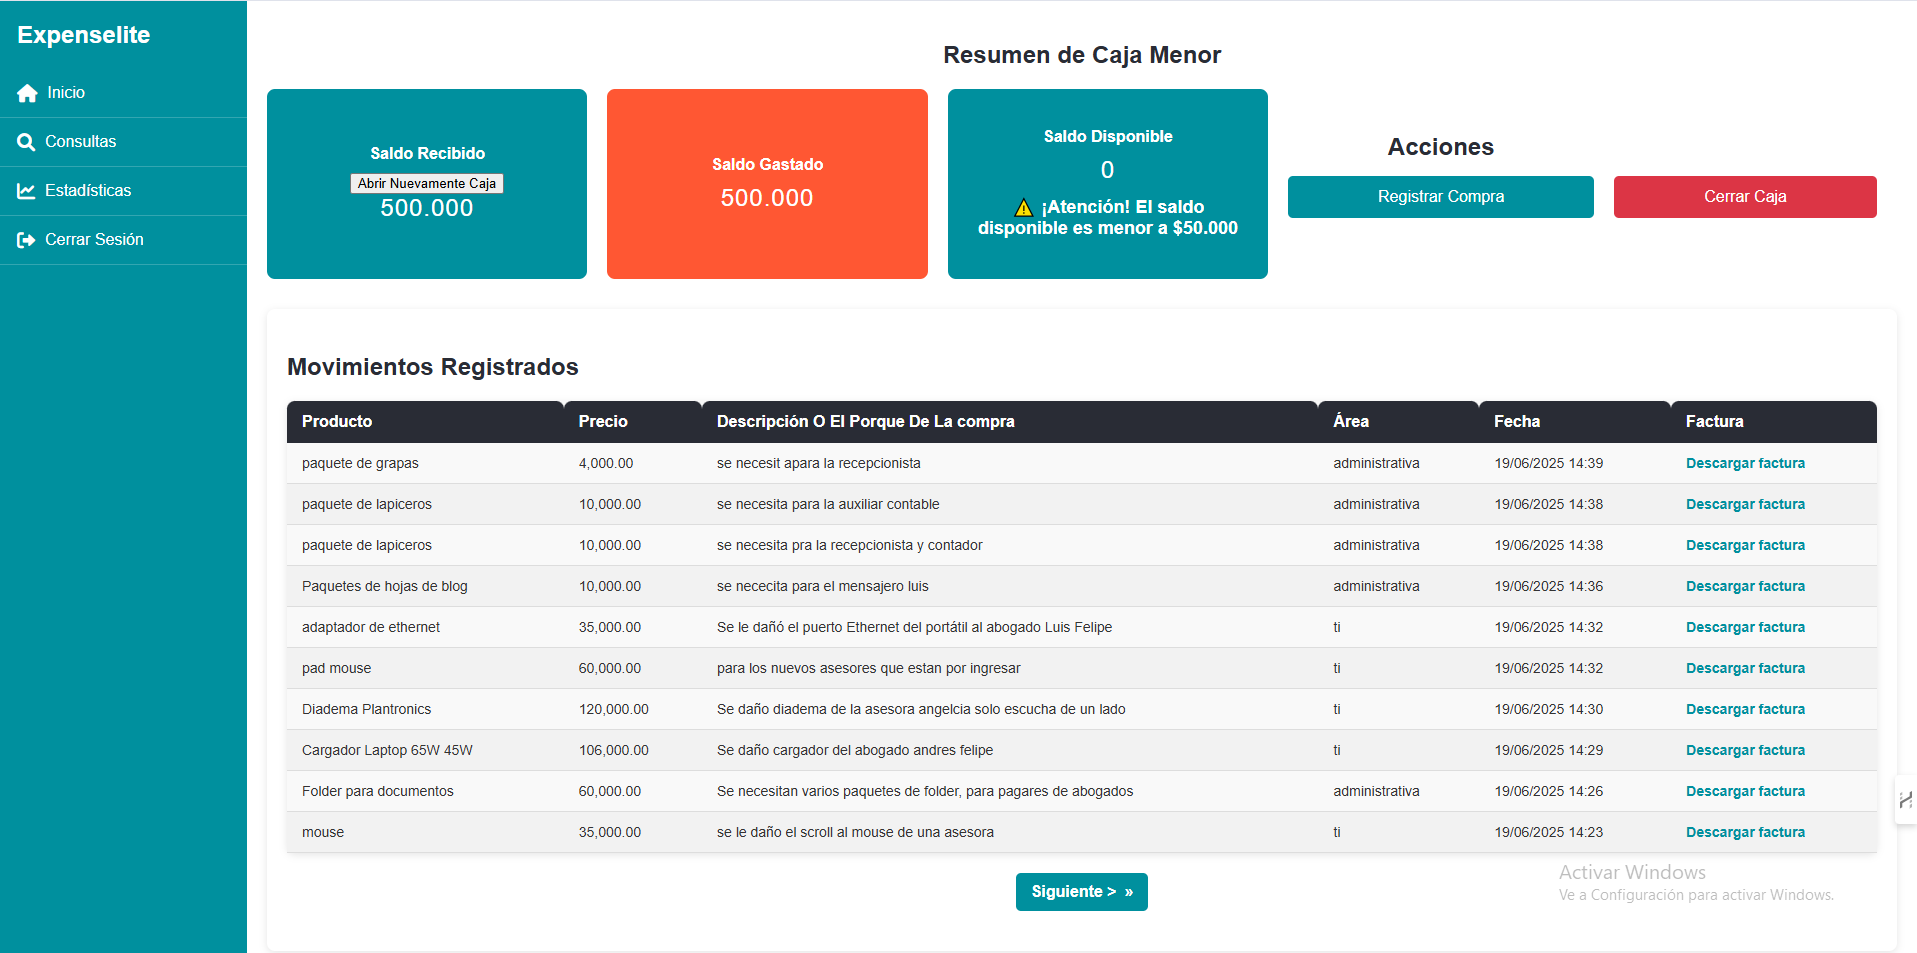 Expenselite
Inicio
Consultas
Estadísticas
Cerrar Sesión
Resumen de Caja Menor
Saldo Recibido
Abrir Nuevamente Caja
500.000
Saldo Gastado
500.000
Saldo Disponible
0
⚠️ ¡Atención! El saldo
disponible es menor a $50.000
Acciones
Registrar Compra
Cerrar Caja
Movimientos Registrados
Producto Precio Descripción O El Porque De La compra Área Fecha Factura
paquete de grapas 4,000.00 se necesit apara la recepcionista administrativa 19/06/2025 14:39 Descargar factura
paquete de lapiceros 10,000.00 se necesita para la auxiliar contable administrativa 19/06/2025 14:38 Descargar factura
paquete de lapiceros 10,000.00 se necesita pra la recepcionista y contador administrativa 19/06/2025 14:38 Descargar factura
Paquetes de hojas de blog 10,000.00 se nececita para el mensajero luis administrativa 19/06/2025 14:36 Descargar factura
adaptador de ethernet 35,000.00 Se le dañó el puerto Ethernet del portátil al abogado Luis Felipe ti 19/06/2025 14:32 Descargar factura
pad mouse 60,000.00 para los nuevos asesores que estan por ingresar ti 19/06/2025 14:32 Descargar factura
Diadema Plantronics 120,000.00 Se daño diadema de la asesora angelcia solo escucha de un lado ti 19/06/2025 14:30 Descargar factura
Cargador Laptop 65W 45W 106,000.00 Se daño cargador del abogado andres felipe ti 19/06/2025 14:29 Descargar factura
Folder para documentos 60,000.00 Se necesitan varios paquetes de folder, para pagares de abogados administrativa 19/06/2025 14:26 Descargar factura
mouse 35,000.00 se le daño el scroll al mouse de una asesora ti 19/06/2025 14:23 Descargar factura
Siguiente > »
Activar Windows
Ve a Configuración para activar Windows.